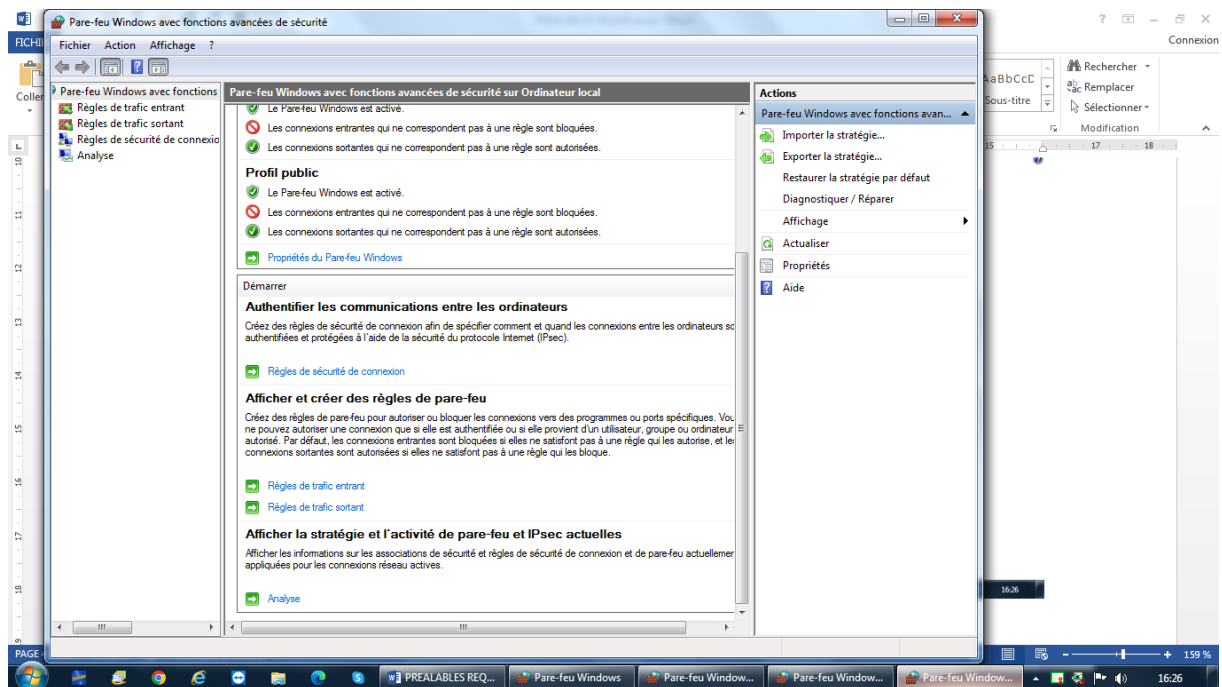 Pare-feu Windows avec fonctions avancées de sécurité
? 
FICHI
Connexion
Fichier Action Affichage ?
Coller
AaBbCcD
Sous-titre
Rechercher
Remplacer
Sélectionner
Modification
Pare-feu Windows avec fonctions
Règles de trafic entrant
Règles de trafic sortant
Règles de sécurité de connexio
Analyse
Pare-feu Windows avec fonctions avancées de sécurité sur Ordinateur local
Le Pare-feu Windows est activé.
Les connexions entrantes qui ne correspondent pas à une règle sont bloquées.
Les connexions sortantes qui ne correspondent pas à une règle sont autorisées.
Profil public
Le Pare-feu Windows est activé.
Les connexions entrantes qui ne correspondent pas à une règle sont bloquées.
Les connexions sortantes qui ne correspondent pas à une règle sont autorisées.
Propriétés du Pare-feu Windows
Démarrer
Authentifier les communications entre les ordinateurs
Créez des règles de sécurité de connexion afin de spécifier comment et quand les connexions entre les ordinateurs so
authentifiées et protégées à l'aide de la sécurité du protocole Internet (IPsec).
Règles de sécurité de connexion
Afficher et créer des règles de pare-feu
Créez des règles de pare-feu pour autoriser ou bloquer les connexions vers des programmes ou ports spécifiques. Vou
ne pouvez autoriser une connexion que si elle est authentifiée ou si elle provient d'un utilisateur, groupe ou ordinateur
autorisé. Par défaut, les connexions entrantes sont bloquées si elles ne satisfont pas à une règle qui les autorise, et les
connexions sortantes sont autorisées si elles ne satisfont pas à une règle qui les bloque.
Règles de trafic entrant
Règles de trafic sortant
Afficher la stratégie et l'activité de pare-feu et IPsec actuelles
Afficher les informations sur les associations de sécurité et règles de sécurité de connexion et de pare-feu actuellemer
appliquées pour les connexions réseau actives.
Analyse
Actions
Pare-feu Windows avec fonctions avan...
Importer la stratégie...
Exporter la stratégie...
Restaurer la stratégie par défaut
Diagnostiquer / Réparer
Affichage
Actualiser
Propriétés
Aide
15 17 18
10
11
12
13
14
15
16
17
18
16:26
PAGE
159 %
PREALABLES REQ...
Pare-feu Windows
Pare-feu Window...
Pare-feu Window...
Pare-feu Window...
16:26